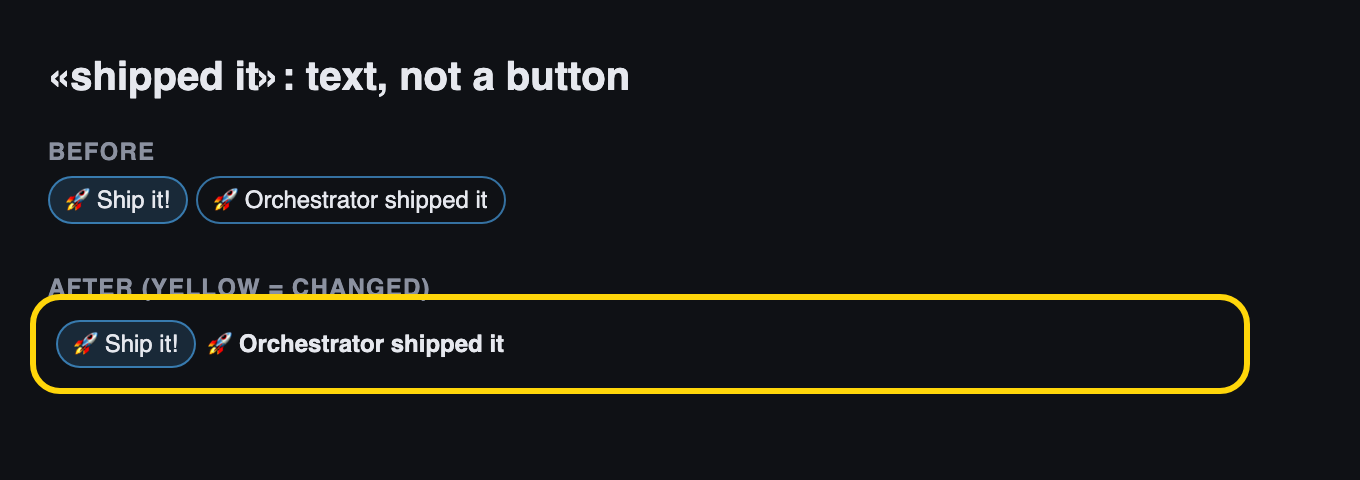 «shipped it» : text, not a button
BEFORE
🚀 Ship it! 🚀 Orchestrator shipped it
AFTER (YELLOW = CHANGED)
🚀 Ship it! 🚀 Orchestrator shipped it